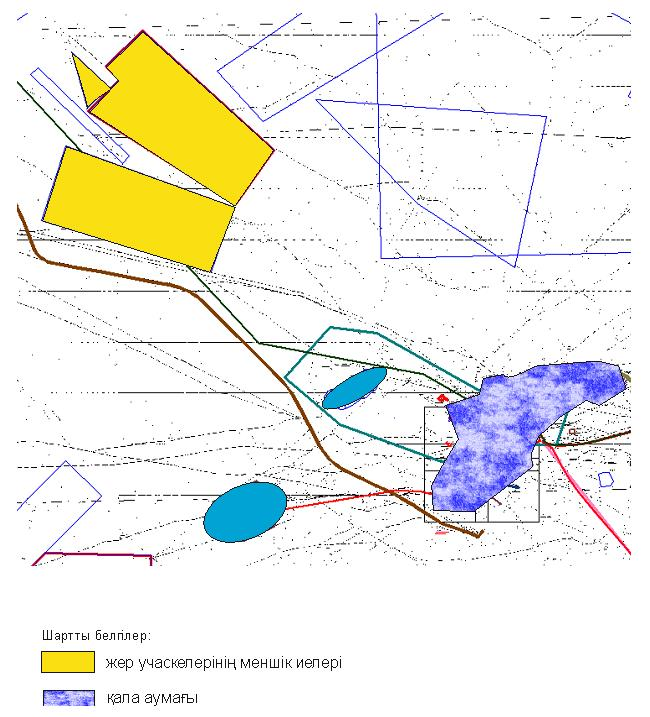 Шартты белгілер:
жер учаскелерінің меншік иелері
қала аумағы